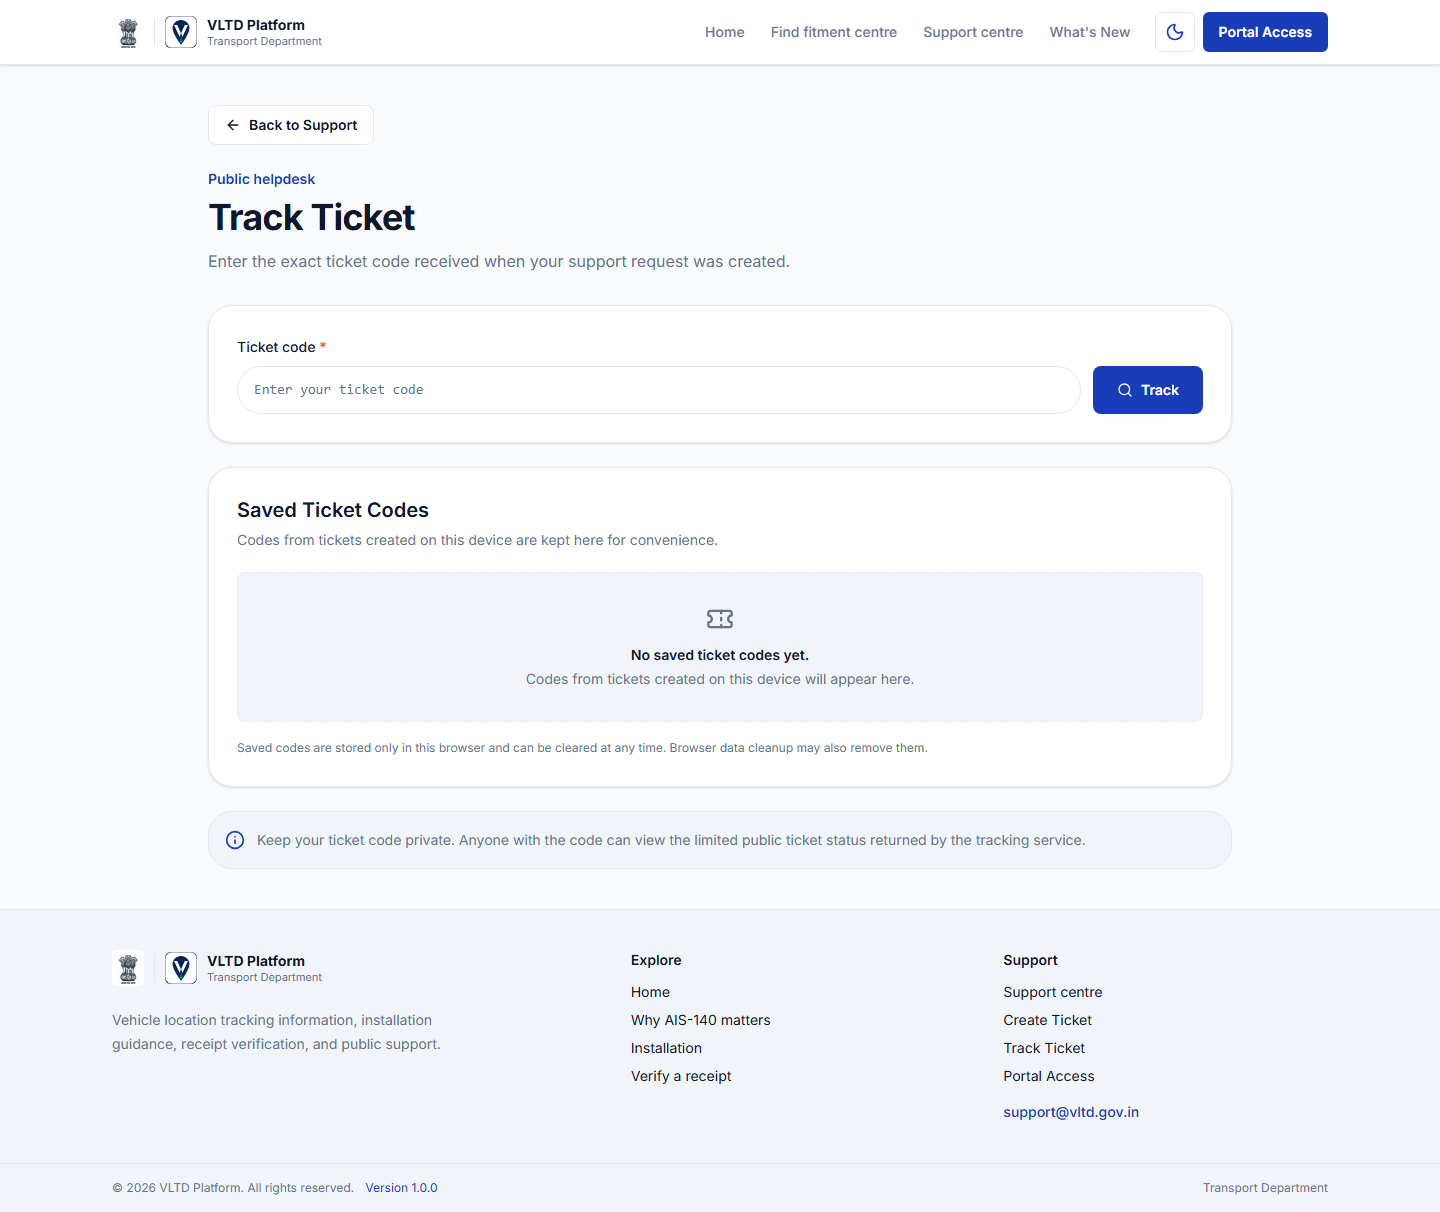 VLTD Platform
Transport Department
Home
Find fitment centre
Support centre
What's New
Portal Access
Back to Support
Public helpdesk
Track Ticket
Enter the exact ticket code received when your support request was created.
Ticket code *
Enter your ticket code
Track
Saved Ticket Codes
Codes from tickets created on this device are kept here for convenience.
No saved ticket codes yet.
Codes from tickets created on this device will appear here.
Saved codes are stored only in this browser and can be cleared at any time. Browser data cleanup may also remove them.
Keep your ticket code private. Anyone with the code can view the limited public ticket status returned by the tracking service.
VLTD Platform
Transport Department
Vehicle location tracking information, installation
guidance, receipt verification, and public support.
Explore
Home
Why AIS-140 matters
Installation
Verify a receipt
Support
Support centre
Create Ticket
Track Ticket
Portal Access
support@vltd.gov.in
© 2026 VLTD Platform. All rights reserved. Version 1.0.0
Transport Department